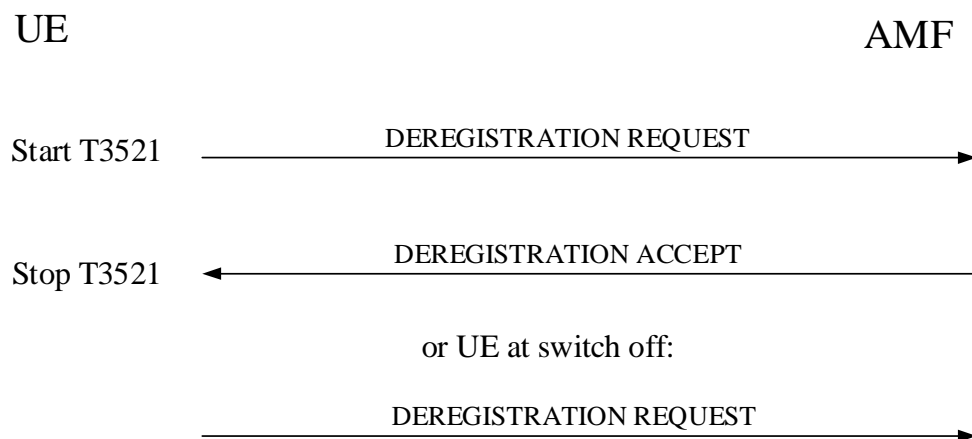 UE AMF
DEREGISTRATION REQUEST
Start T3521
DEREGISTRATION ACCEPT
Stop T3521
or UE at switch off:
DEREGISTRATION REQUEST